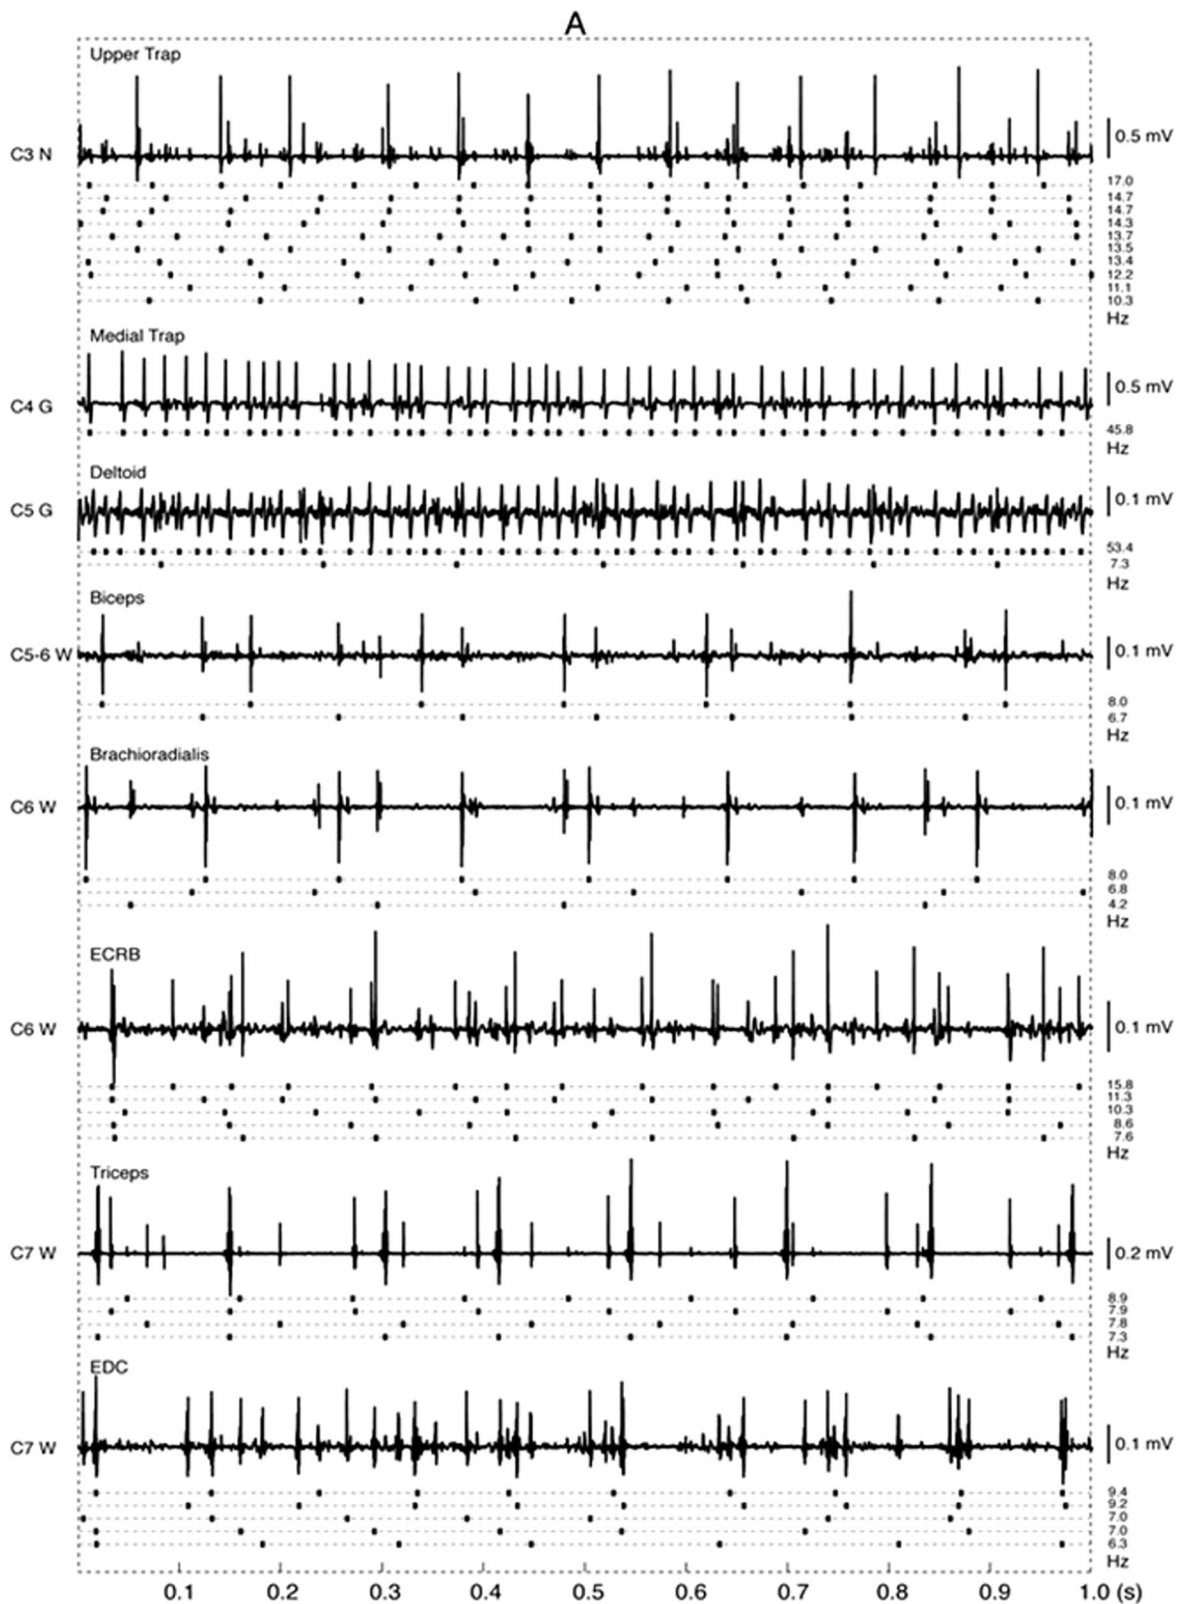 A
Upper Trap
C3 N
0.5 mV
17.0
14.7
14.7
14.3
13.7
13.5
13.4
12.2
11.1
10.3
Hz
Medial Trap
C4 G
0.5 mV
45.8
Hz
Deltoid
C5 G
0.1 mV
53.4
7.3
Hz
Biceps
C5-6 W
0.1 mV
8.0
6.7
Hz
Brachioradialis
C6 W
0.1 mV
8.0
6.8
4.2
Hz
ECRB
C6 W
0.1 mV
15.8
11.3
10.3
8.6
7.6
Hz
Triceps
C7 W
0.2 mV
8.9
7.9
7.8
7.3
Hz
EDC
C7 W
0.1 mV
9.4
9.2
7.0
7.0
6.3
Hz
0.1 0.2 0.3 0.4 0.5 0.6 0.7 0.8 0.9 1.0 (s)